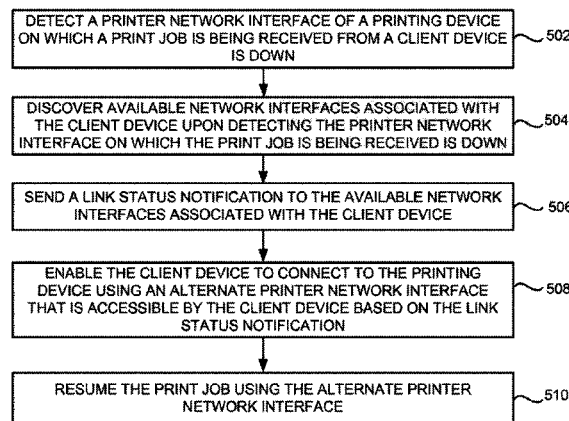 DETECT A PRINTER NETWORK INTERFACE OF A PRINTING DEVICE
ON WHICH A PRINT JOB IS BEING RECEIVED FROM A CLIENT DEVICE
IS DOWN
502
DISCOVER AVAILABLE NETWORK INTERFACES ASSOCIATED WITH
THE CLIENT DEVICE UPON DETECTING THE PRINTER NETWORK
INTERFACE ON WHICH THE PRINT JOB IS BEING RECEIVED IS DOWN
504
SEND A LINK STATUS NOTIFICATION TO THE AVAILABLE NETWORK
INTERFACES ASSOCIATED WITH THE CLIENT DEVICE
506
ENABLE THE CLIENT DEVICE TO CONNECT TO THE PRINTING
DEVICE USING AN ALTERNATE PRINTER NETWORK INTERFACE
THAT IS ACCESSIBLE BY THE CLIENT DEVICE BASED ON THE LINK
STATUS NOTIFICATION
508
RESUME THE PRINT JOB USING THE ALTERNATE PRINTER
NETWORK INTERFACE
510